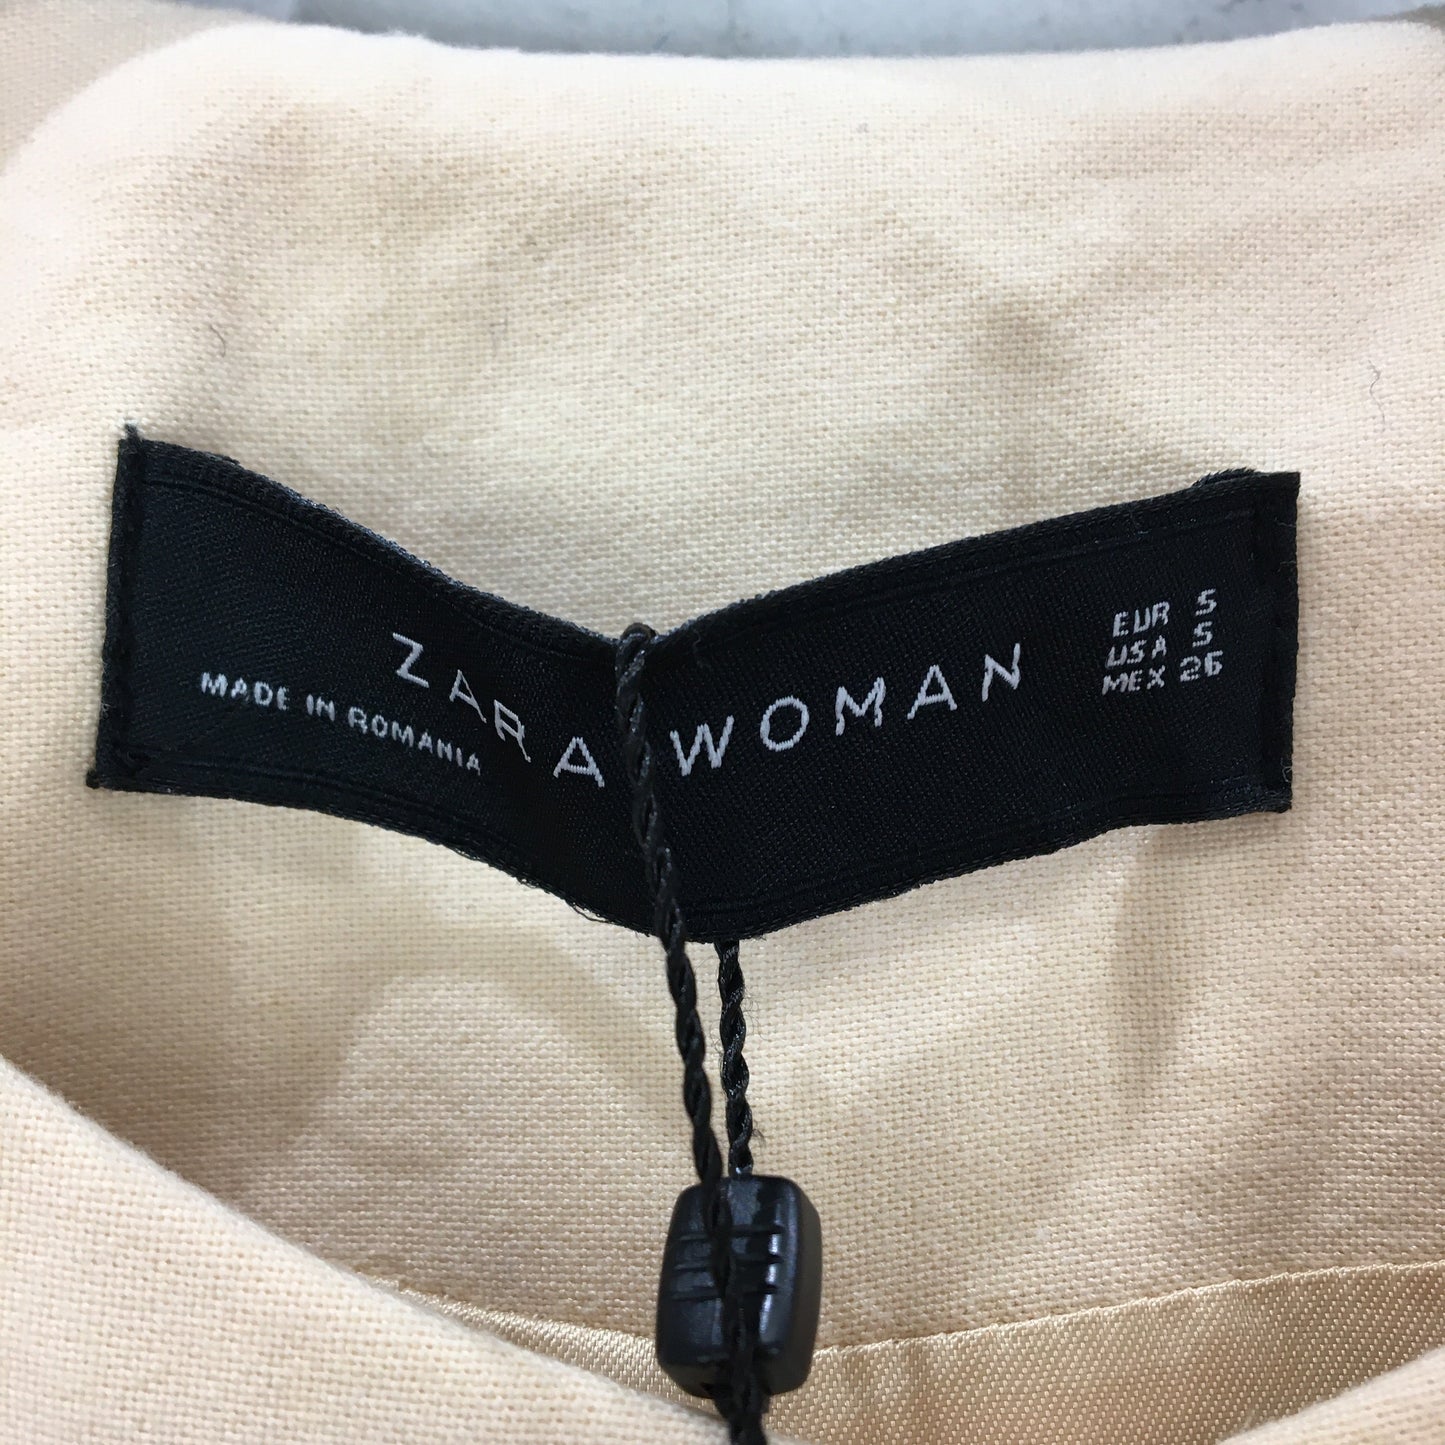 ZARA WOMAN
MADE IN ROMANIA
EUR S
USA S
MEX 26